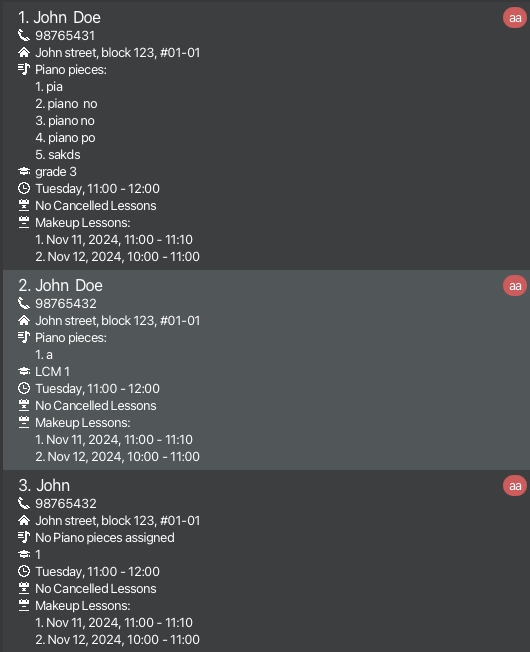 1. John  Doe
aa
98765431
John street, block 123, #01-01
Piano pieces:
1. pia
2. piano  no
3. piano no
4. piano po
5. sakds
grade 3
Tuesday, 11:00 - 12:00
No Cancelled Lessons
Makeup Lessons:
1. Nov 11, 2024, 11:00 - 11:10
2. Nov 12, 2024, 10:00 - 11:00
2. John  Doe
aa
98765432
John street, block 123, #01-01
Piano pieces:
1. a
LCM 1
Tuesday, 11:00 - 12:00
No Cancelled Lessons
Makeup Lessons:
1. Nov 11, 2024, 11:00 - 11:10
2. Nov 12, 2024, 10:00 - 11:00
3. John
aa
98765432
John street, block 123, #01-01
No Piano pieces assigned
1
Tuesday, 11:00 - 12:00
No Cancelled Lessons
Makeup Lessons:
1. Nov 11, 2024, 11:00 - 11:10
2. Nov 12, 2024, 10:00 - 11:00